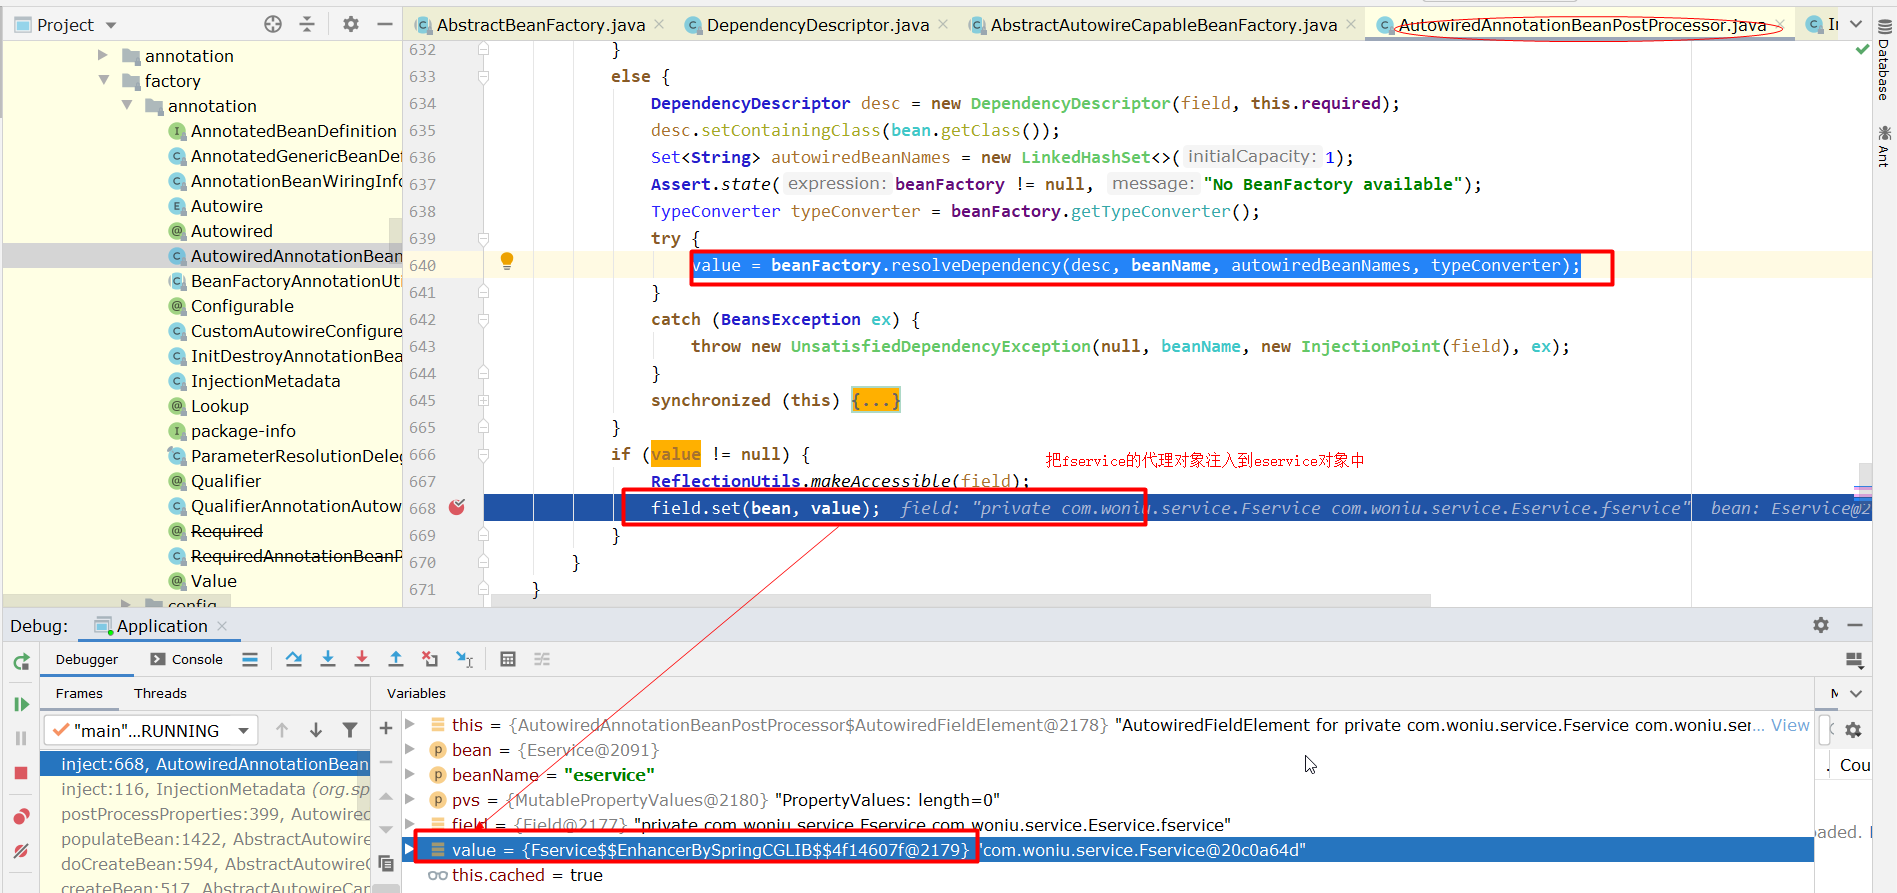 Project
AbstractBeanFactory.java
DependencyDescriptor.java
AbstractAutowireCapableBeanFactory.java
AutowiredAnnotationBeanPostProcessor.java
annotation
factory
annotation
AnnotatedBeanDefinition
AnnotatedGenericBeanDef
AnnotationBeanWiringInfo
Autowire
Autowired
AutowiredAnnotationBean
BeanFactoryAnnotationUt
Configurable
CustomAutowireConfigure
InitDestroyAnnotationBea
InjectionMetadata
Lookup
package-info
ParameterResolutionDeleg
Qualifier
QualifierAnnotationAutow
Required
RequiredAnnotationBeanP
Value
config
632 }
633 else {
634 DependencyDescriptor desc = new DependencyDescriptor(field, this.required);
635 desc.setContainingClass(bean.getClass());
636 Set<String> autowiredBeanNames = new LinkedHashSet<>( initialCapacity: 1);
637 Assert.state( expression: beanFactory != null, message: "No BeanFactory available");
638 TypeConverter typeConverter = beanFactory.getTypeConverter();
639 try {
640 value = beanFactory.resolveDependency(desc, beanName, autowiredBeanNames, typeConverter);
641 }
642 catch (BeansException ex) {
643 throw new UnsatisfiedDependencyException(null, beanName, new InjectionPoint(field), ex);
644 }
645 synchronized (this) {...}
665 }
666 if (value != null) {
把fservice的代理对象注入到eservice对象中
667 ReflectionUtils.makeAccessible(field);
668 field.set(bean, value); field: "private com.woniu.service.Fservice com.woniu.service.Eservice.fservice" bean: Eservice@2
669 }
670 }
671 }
Database
Ant
Debug: Application
Debugger Console
Frames Threads Variables
"main"...RUNNING
inject:668, AutowiredAnnotationBean
inject:116, InjectionMetadata (org.sp
postProcessProperties:399, Autowired
populateBean:1422, AbstractAutowire
doCreateBean:594, AbstractAutowireC
createBean:517, AbstractAutowireCap
this = {AutowiredAnnotationBeanPostProcessor$AutowiredFieldElement@2178} "AutowiredFieldElement for private com.woniu.service.Fservice com.woniu.ser... View
bean = {Eservice@2091}
beanName = "eservice"
pvs = {MutablePropertyValues@2180} "PropertyValues: length=0"
field = {Field@2177} "private com.woniu.service.Fservice com.woniu.service.Eservice.fservice"
value = {Fservice$$EnhancerBySpringCGLIB$$4f14607f@2179} "com.woniu.service.Fservice@20c0a64d"
this.cached = true
Cou